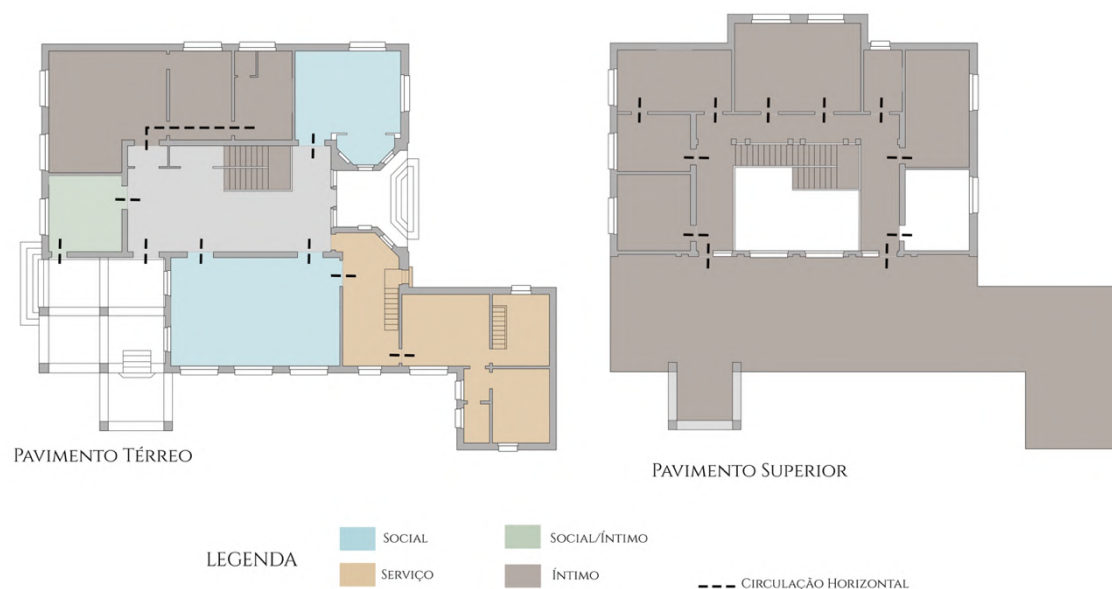 Pavimento Térreo
Pavimento Superior
LEGENDA
Social
Social/Íntimo
Serviço
Íntimo
Circulação Horizontal